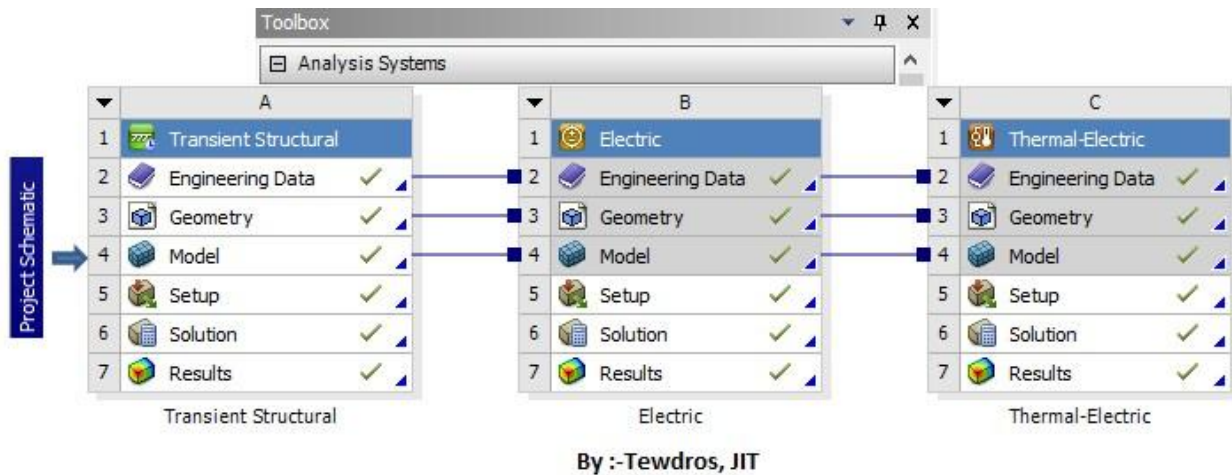 Toolbox
Analysis Systems
Project Schematic
A
1 Transient Structural
2 Engineering Data
3 Geometry
4 Model
5 Setup
6 Solution
7 Results
Transient Structural
B
1 Electric
2 Engineering Data
3 Geometry
4 Model
5 Setup
6 Solution
7 Results
Electric
C
1 Thermal-Electric
2 Engineering Data
3 Geometry
4 Model
5 Setup
6 Solution
7 Results
Thermal-Electric
By :-Tewdros, JIT